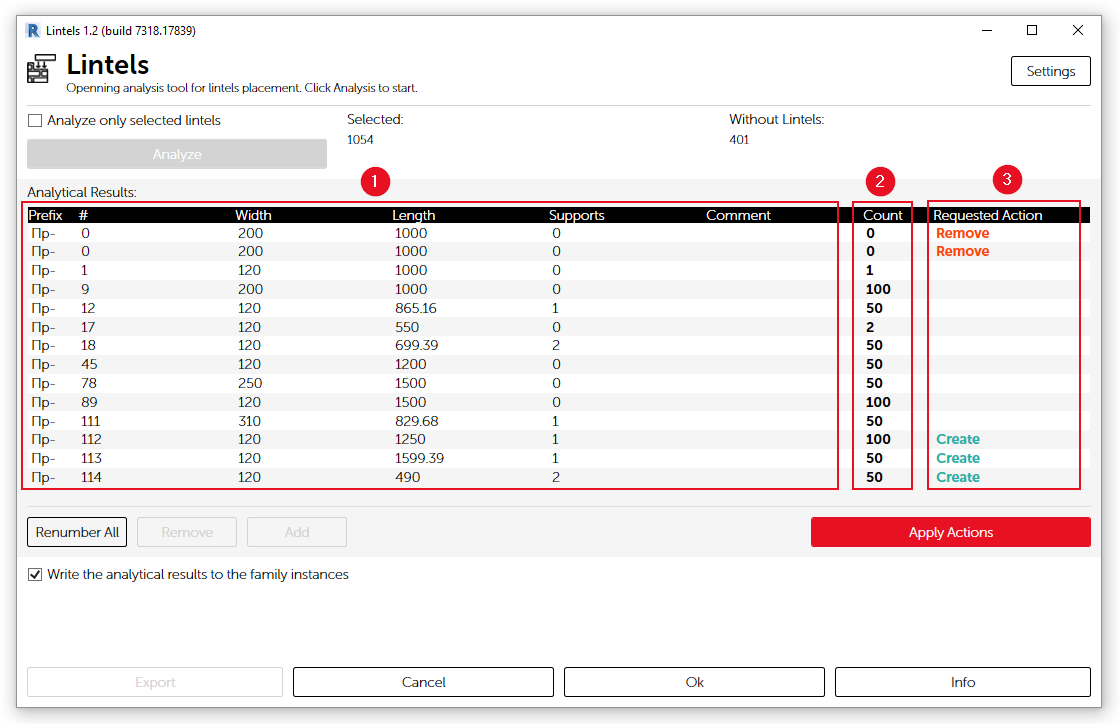 Lintels 1.2 (build 7318.17839)
Lintels
Openning analysis tool for lintels placement. Click Analysis to start.
Settings
Analyze only selected lintels
Selected:
Without Lintels:
1054
401
Analyze
Analytical Results:
1
2
3
Prefix # Width Length Supports Comment Count Requested Action
Пр- 0 200 1000 0 0 Remove
Пр- 0 200 1000 0 0 Remove
Пр- 1 120 1000 0 1
Пр- 9 200 1000 0 100
Пр- 12 120 865.16 1 50
Пр- 17 120 550 0 2
Пр- 18 120 699.39 2 50
Пр- 45 120 1200 0 50
Пр- 78 250 1500 0 50
Пр- 89 120 1500 0 100
Пр- 111 310 829.68 1 50
Пр- 112 120 1250 1 100 Create
Пр- 113 120 1599.39 1 50 Create
Пр- 114 120 490 2 50 Create
Renumber All
Remove
Add
Apply Actions
Write the analytical results to the family instances
Export
Cancel
Ok
Info